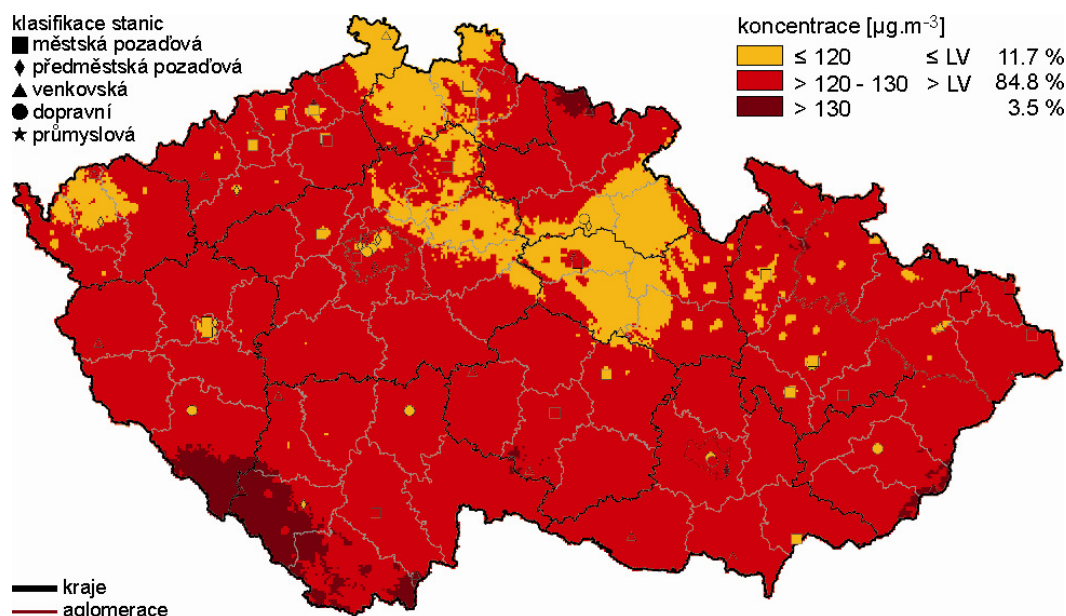 klasifikace stanic
městská pozaďová
předměstská pozaďová
venkovská
dopravní
průmyslová
koncentrace [µg.m⁻³]
≤ 120 ≤ LV 11.7 %
> 120 - 130 > LV 84.8 %
> 130 3.5 %
kraje
aglomerace